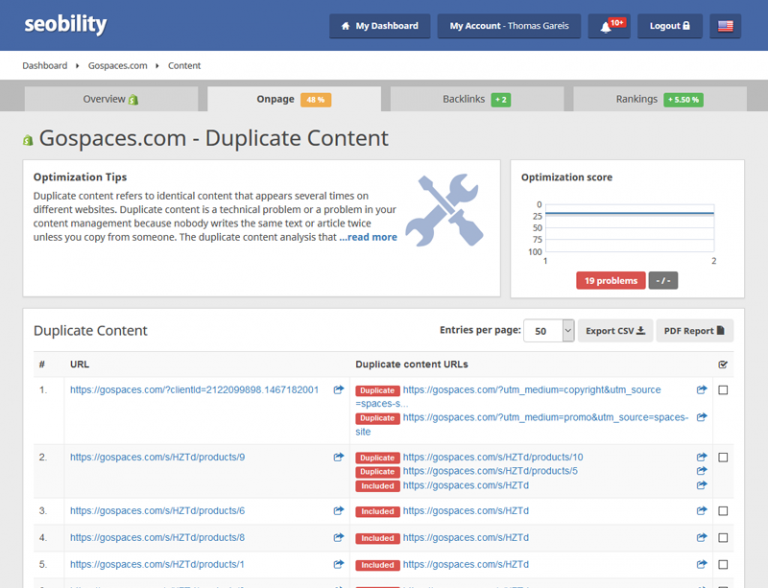 seobility
My Dashboard
My Account - Thomas Gareis
10+
Logout
Dashboard
Gospaces.com
Content
Overview
Onpage 48 %
Backlinks + 2
Rankings + 5.50 %
Gospaces.com - Duplicate Content
Optimization Tips
Duplicate content refers to identical content that appears several times on
different websites. Duplicate content is a technical problem or a problem in your
content management because nobody writes the same text or article twice
unless you copy from someone. The duplicate content analysis that ...read more
Optimization score
0
25
50
75
100
1 2
19 problems - / -
Duplicate Content
Entries per page: 50 Export CSV PDF Report
# URL Duplicate content URLs
1. https://gospaces.com/?clientId=2122099898.1467182001 Duplicate https://gospaces.com/?utm_medium=copyright&utm_source
=spaces-s...
Duplicate https://gospaces.com/?utm_medium=promo&utm_source=spaces-
site
2. https://gospaces.com/s/HZTd/products/9 Duplicate https://gospaces.com/s/HZTd/products/10
Duplicate https://gospaces.com/s/HZTd/products/5
Included https://gospaces.com/s/HZTd
3. https://gospaces.com/s/HZTd/products/6 Included https://gospaces.com/s/HZTd
4. https://gospaces.com/s/HZTd/products/8 Included https://gospaces.com/s/HZTd
5. https://gospaces.com/s/HZTd/products/1 Included https://gospaces.com/s/HZTd